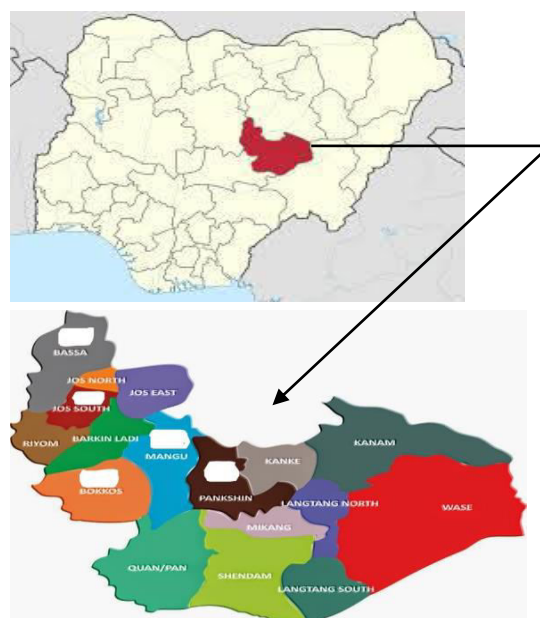 BASSA
JOS NORTH
JOS EAST
JOS SOUTH
RIYOM
BARKIN LADI
MANGU
KANKE
KANAM
BOKKOS
PANKSHIN
LANGTANG NORTH
WASE
MIKANG
QUAN/PAN
SHENDAM
LANGTANG SOUTH